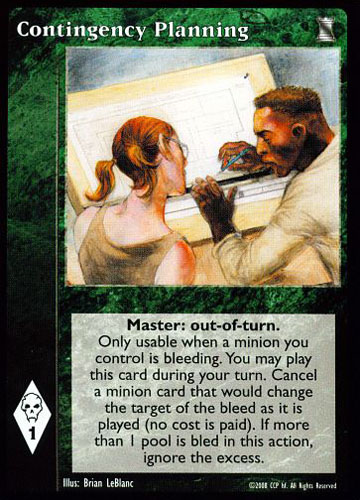 Contingency Planning
Master: out-of-turn.
Only usable when a minion you
control is bleeding. You may play
this card during your turn. Cancel
a minion card that would change
the target of the bleed as it is
played (no cost is paid). If more
than 1 pool is bled in this action,
ignore the excess.
1
Illus: Brian LeBlanc
©2008 CCP hf. All Rights Reserved